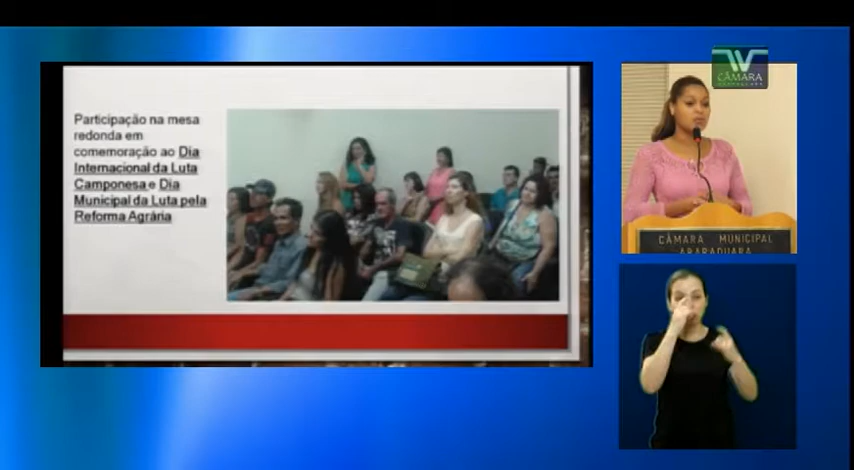 Participação na mesa
redonda em
comemoração ao Dia
Internacional da Luta
Camponesa e Dia
Municipal da Luta pela
Reforma Agrária
CÂMARA
CÂMARA MUNICIPAL
ARARAQUARA